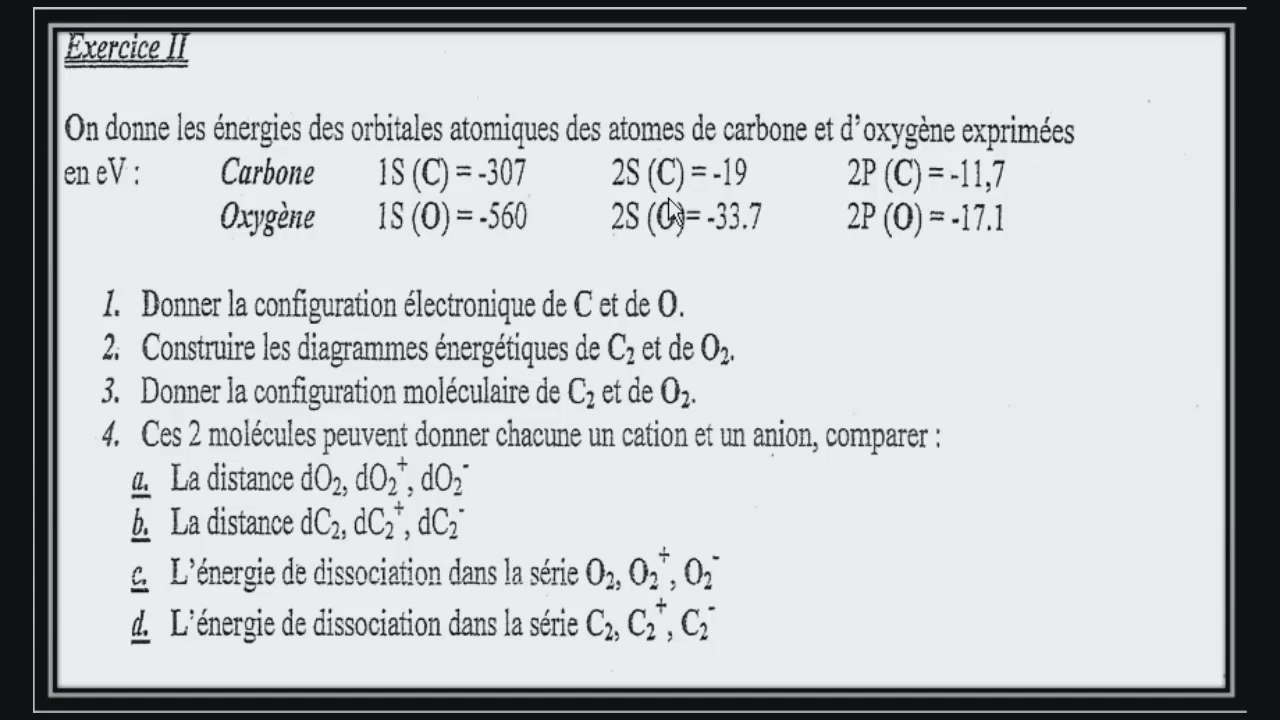 Exercice II
On donne les énergies des orbitales atomiques des atomes de carbone et d'oxygène exprimées
en eV : Carbone 1S (C) = -307 2S (C) = -19 2P (C) = -11,7
Oxygène 1S (O) = -560 2S (O)= -33.7 2P (O) = -17.1
1. Donner la configuration électronique de C et de O.
2. Construire les diagrammes énergétiques de C₂ et de O₂.
3. Donner la configuration moléculaire de C₂ et de O₂.
4. Ces 2 molécules peuvent donner chacune un cation et un anion, comparer :
a. La distance dO₂, dO₂⁺, dO₂⁻
b. La distance dC₂, dC₂⁺, dC₂⁻
c. L'énergie de dissociation dans la série O₂, O₂⁺, O₂⁻
d. L'énergie de dissociation dans la série C₂, C₂⁺, C₂⁻